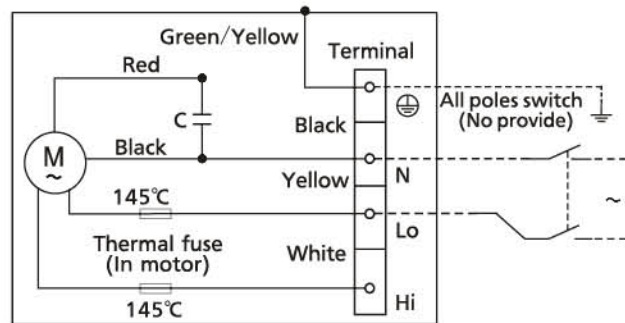 Green/Yellow
Terminal
Red
All poles switch
(No provide)
C
Black
M
~
Black
N
Yellow
145℃
~
Lo
Thermal fuse
(In motor)
White
Hi
145℃